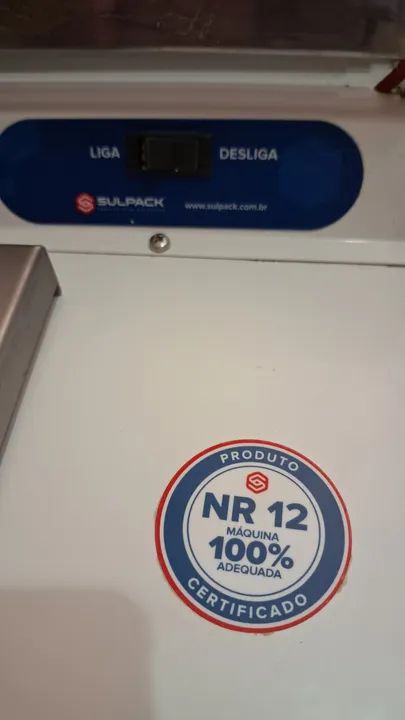 LIGA DESLIGA
SULPACK www.sulpack.com.br
PRODUTO
NR 12
MÁQUINA
100%
ADEQUADA
CERTIFICADO